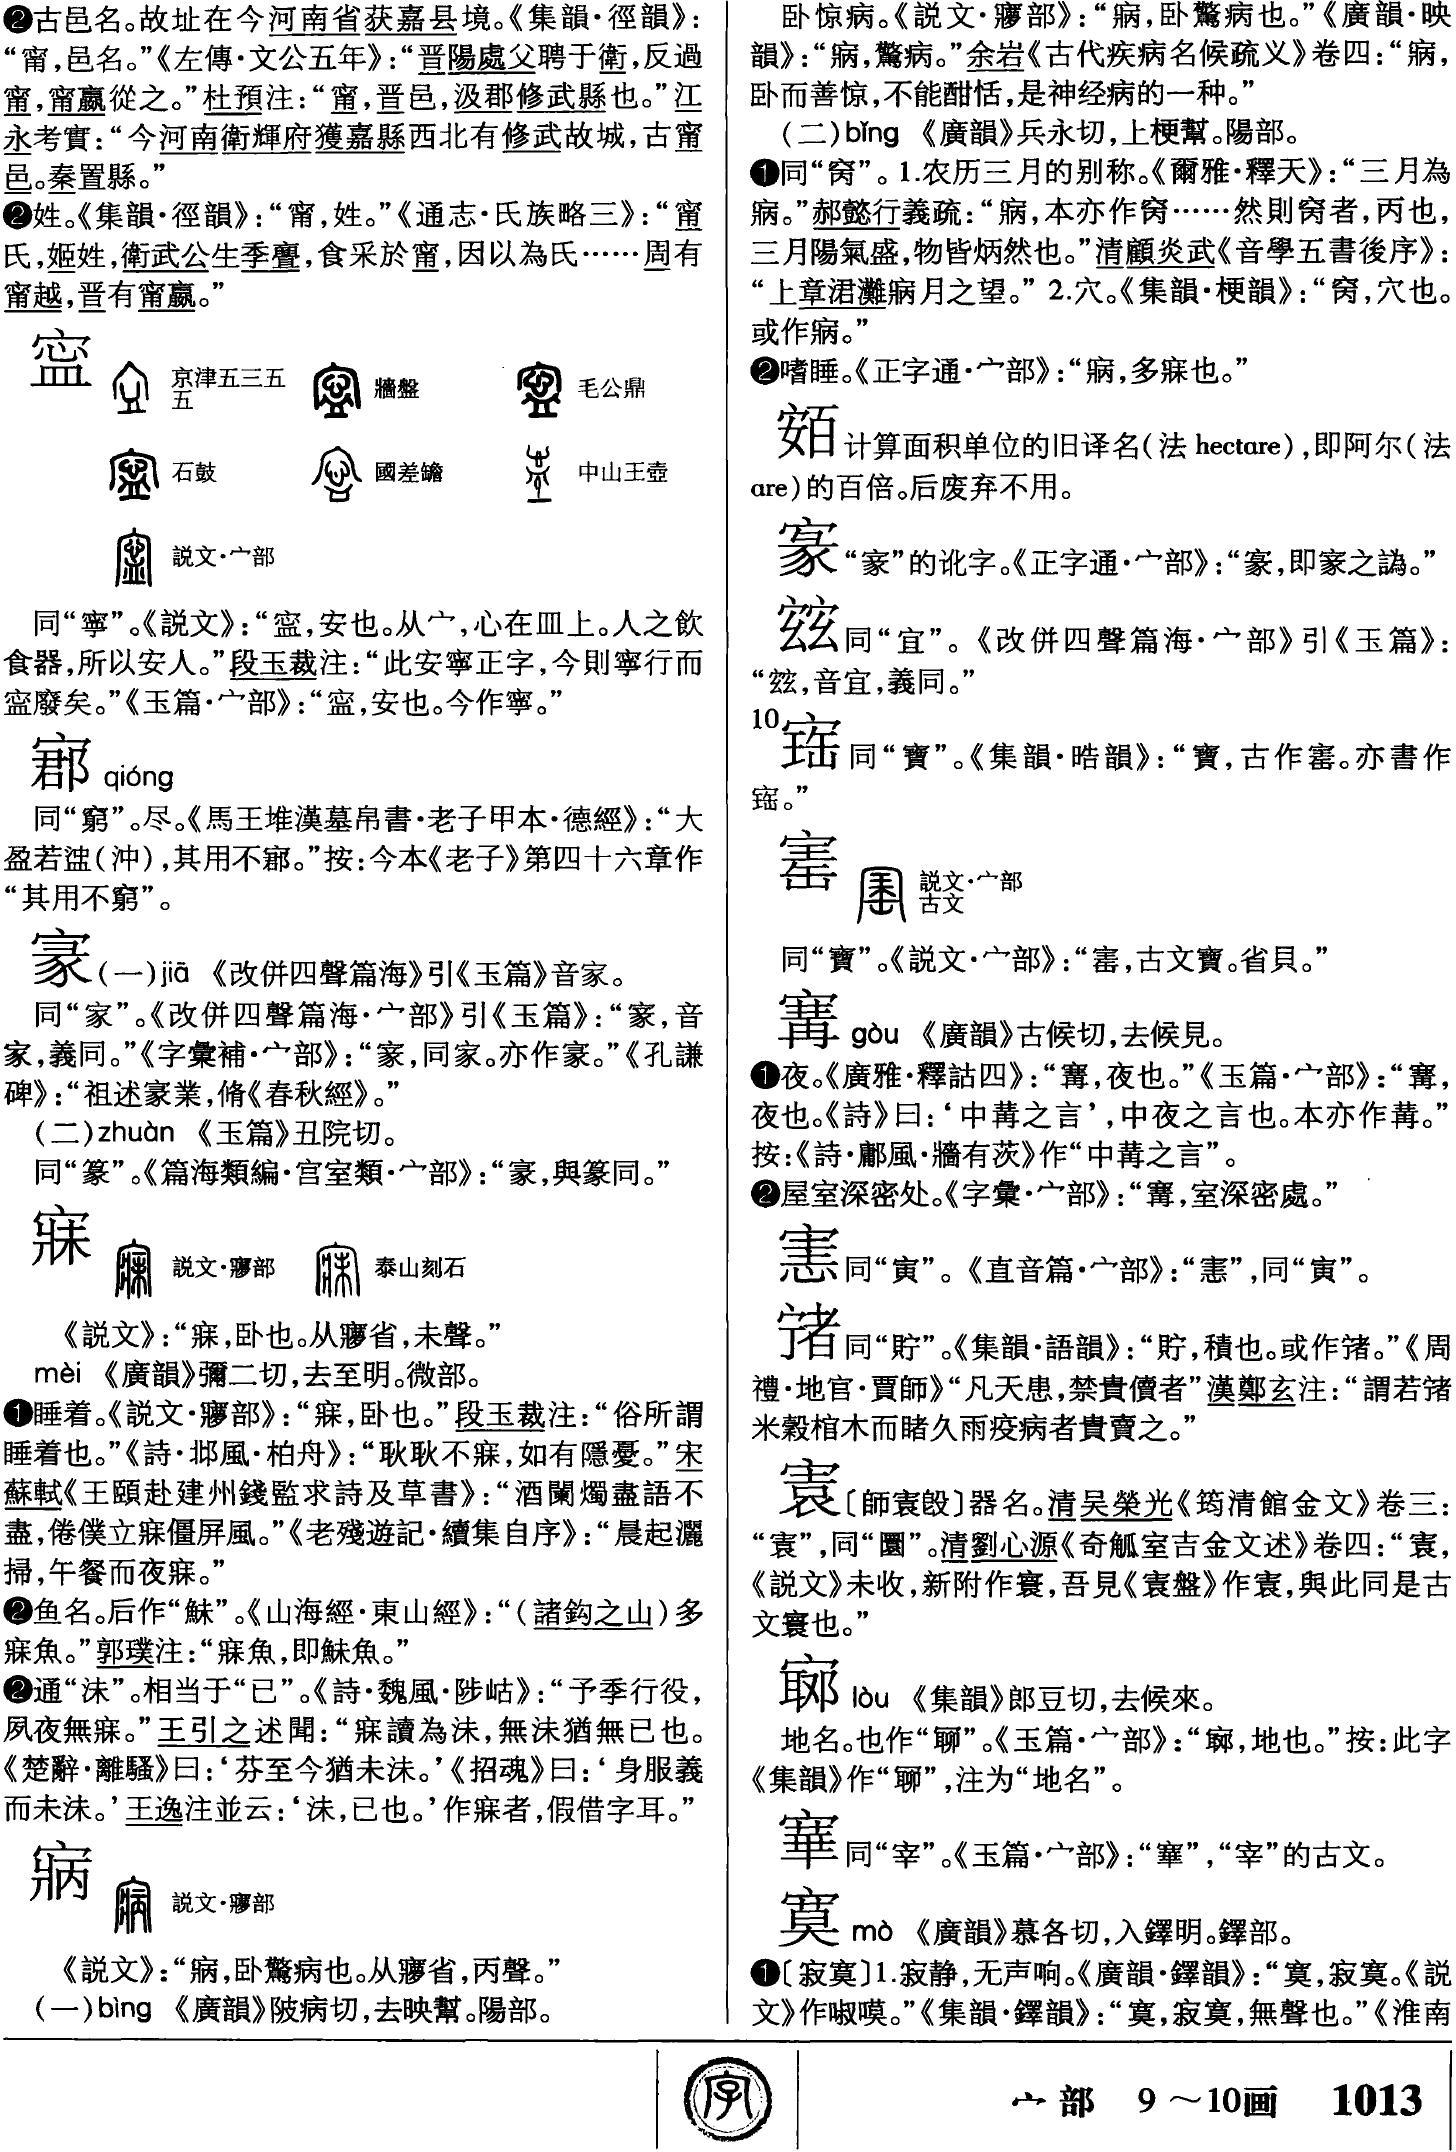 ❷古邑名。故址在今河南省获嘉县境。《集韻·徑韻》：
“甯，邑名。”《左傳·文公五年》：“晋陽處父聘于衛，反過
甯，甯嬴從之。”杜預注：“甯，晋邑，汲郡修武縣也。”江
永考實：“今河南衛輝府獲嘉縣西北有修武故城，古甯
邑。秦置縣。”
❷姓。《集韻·徑韻》：“甯，姓。”《通志·氏族略三》：“甯
氏，姬姓，衛武公生季亹，食采於甯，因以為氏……周有
甯越，晋有甯嬴。”
寍
京津五三五五 牆盤 毛公鼎
石鼓 國差𦉜 中山王壺
説文·宀部
同“寧”。《説文》：“寍，安也。从宀，心在皿上。人之飲
食器，所以安人。”段玉裁注：“此安寧正字，今則寧行而
寍廢矣。”《玉篇·宀部》：“寍，安也。今作寧。”
qióng
同“窮”。尽。《馬王堆漢墓帛書·老子甲本·德經》：“大
盈若盅（沖），其用不。”按：今本《老子》第四十六章作
“其用不窮”。
（一）jiā 《改併四聲篇海》引《玉篇》音家。
同“家”。《改併四聲篇海·宀部》引《玉篇》：“，音
家，義同。”《字彙補·宀部》：“，同家。亦作。”《孔謙
碑》：“祖述業，脩《春秋經》。”
（二）zhuàn 《玉篇》丑院切。
同“篆”。《篇海類編·宫室類·宀部》：“，與篆同。”
寐
説文·㝱部 泰山刻石
《説文》：“寐，卧也。从㝱省，未聲。”
mèi 《廣韻》彌二切，去至明。微部。
❶睡着。《説文·㝱部》：“寐，卧也。”段玉裁注：“俗所謂
睡着也。”《詩·邶風·柏舟》：“耿耿不寐，如有隱憂。”宋
蘇軾《王頤赴建州錢監求詩及草書》：“酒闌燭盡語不
盡，倦僕立寐僵屏風。”《老殘遊記·續集自序》：“晨起灑
掃，午餐而夜寐。”
❷鱼名。后作“鮇”。《山海經·東山經》：“（諸鈎之山）多
寐魚。”郭璞注：“寐魚，即鮇魚。”
❷通“沬”。相当于“已”。《詩·魏風·陟岵》：“予季行役，
夙夜無寐。”王引之述聞：“寐讀為沬，無沬猶無已也。
《楚辭·離騷》曰：‘芬至今猶未沬。’《招魂》曰：‘身服義
而未沬。’王逸注並云：‘沬，已也。’作寐者，假借字耳。”
寎
説文·㝱部
《説文》：“寎，卧驚病也。从㝱省，丙聲。”
（一）bìng 《廣韻》陂病切，去映幫。陽部。
卧惊病。《説文·㝱部》：“寎，卧驚病也。”《廣韻·映
韻》：“寎，驚病。”余岩《古代疾病名候疏义》卷四：“寎，
卧而善惊，不能酣恬，是神经病的一种。”
（二）bǐng 《廣韻》兵永切，上梗幫。陽部。
❶同“窉”。1.农历三月的别称。《爾雅·釋天》：“三月為
寎。”郝懿行義疏：“寎，本亦作窉……然則窉者，丙也，
三月陽氣盛，物皆炳然也。”清顧炎武《音學五書後序》：
“上章涒灘寎月之望。” 2.穴。《集韻·梗韻》：“窉，穴也。
或作寎。”
❷嗜睡。《正字通·宀部》：“寎，多寐也。”
计算面积单位的旧译名（法 hectare），即阿尔（法
are）的百倍。后废弃不用。
“”的讹字。《正字通·宀部》：“，即之譌。”
同“宜”。《改併四聲篇海·宀部》引《玉篇》：
“，音宜，義同。”
10
同“寶”。《集韻·晧韻》：“寶，古作㝧。亦書作
。”
㝧
説文·宀部 古文
同“寶”。《説文·宀部》：“㝧，古文寶。省貝。”
㝤 gòu 《廣韻》古候切，去候見。
❶夜。《廣雅·釋詁四》：“㝤，夜也。”《玉篇·宀部》：“㝤，
夜也。《詩》曰：‘中冓之言’，中夜之言也。本亦作冓。”
按：《詩·鄘風·牆有茨》作“中冓之言”。
❷屋室深密处。《字彙·宀部》：“㝤，室深密處。”
同“寅”。《直音篇·宀部》：“”，同“寅”。
同“貯”。《集韻·語韻》：“貯，積也。或作。”《周
禮·地官·賈師》“凡天患，禁貴儥者”漢鄭玄注：“謂若
米穀棺木而睹久雨疫病者貴賣之。”
〔師㲃〕器名。清吴榮光《筠清館金文》卷三：
“”，同“圜”。清劉心源《奇觚室吉金文述》卷四：“，
《説文》未收，新附作寰，吾見《盤》作，與此同是古
文寰也。”
lòu 《集韻》郎豆切，去候來。
地名。也作“”。《玉篇·宀部》：“，地也。”按：此字
《集韻》作“”，注为“地名”。
同“宰”。《玉篇·宀部》：“”，“宰”的古文。
寞 mò 《廣韻》慕各切，入鐸明。鐸部。
❶〔寂寞〕1.寂静，无声响。《廣韻·鐸韻》：“寞，寂寞。《説
文》作㖆嗼。”《集韻·鐸韻》：“寞，寂寞，無聲也。”《淮南
字
宀部 9～10画 1013